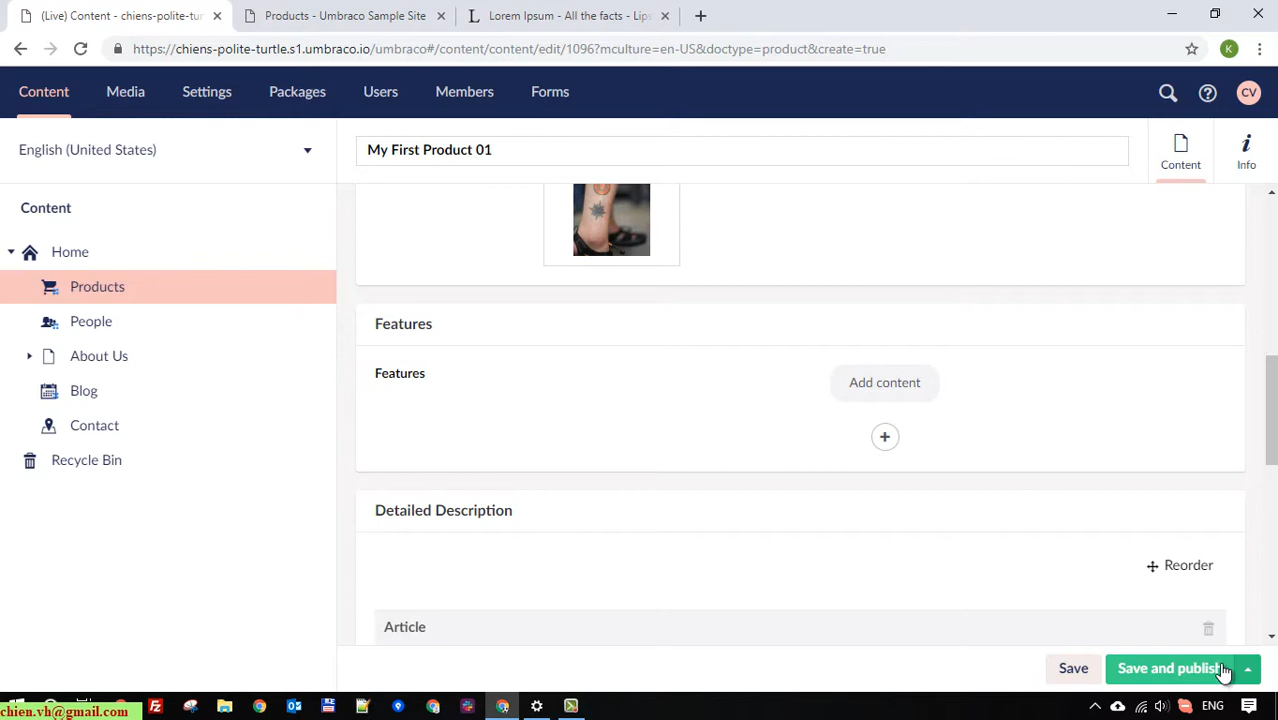 (Live) Content - chiens-polite-tur
Products - Umbraco Sample Site
Lorem Ipsum - All the facts - Lips
https://chiens-polite-turtle.s1.umbraco.io/umbraco#/content/content/edit/1096?mculture=en-US&doctype=product&create=true
K
Content
Media
Settings
Packages
Users
Members
Forms
CV
English (United States)
My First Product 01
Content
Info
Content
Home
Products
People
About Us
Blog
Contact
Recycle Bin
Features
Features
Add content
Detailed Description
Reorder
Article
Save
Save and publish
chien.vh@gmail.com
ENG